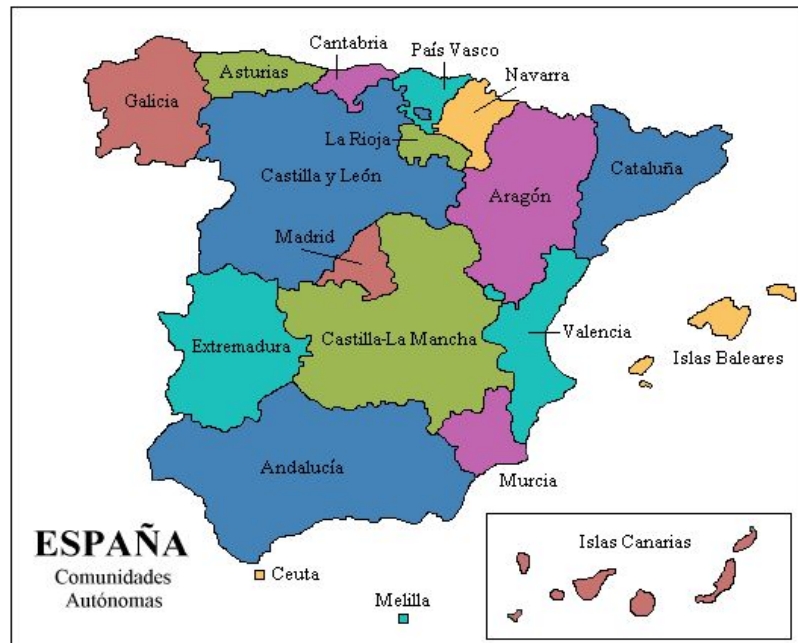 Cantabria
País Vasco
Asturias
Navarra
Galicia
La Rioja
Castilla y León
Cataluña
Aragón
Madrid
Extremadura
Castilla-La Mancha
Valencia
Islas Baleares
Andalucía
Murcia
ESPAÑA
Comunidades
Autónomas
Ceuta
Melilla
Islas Canarias